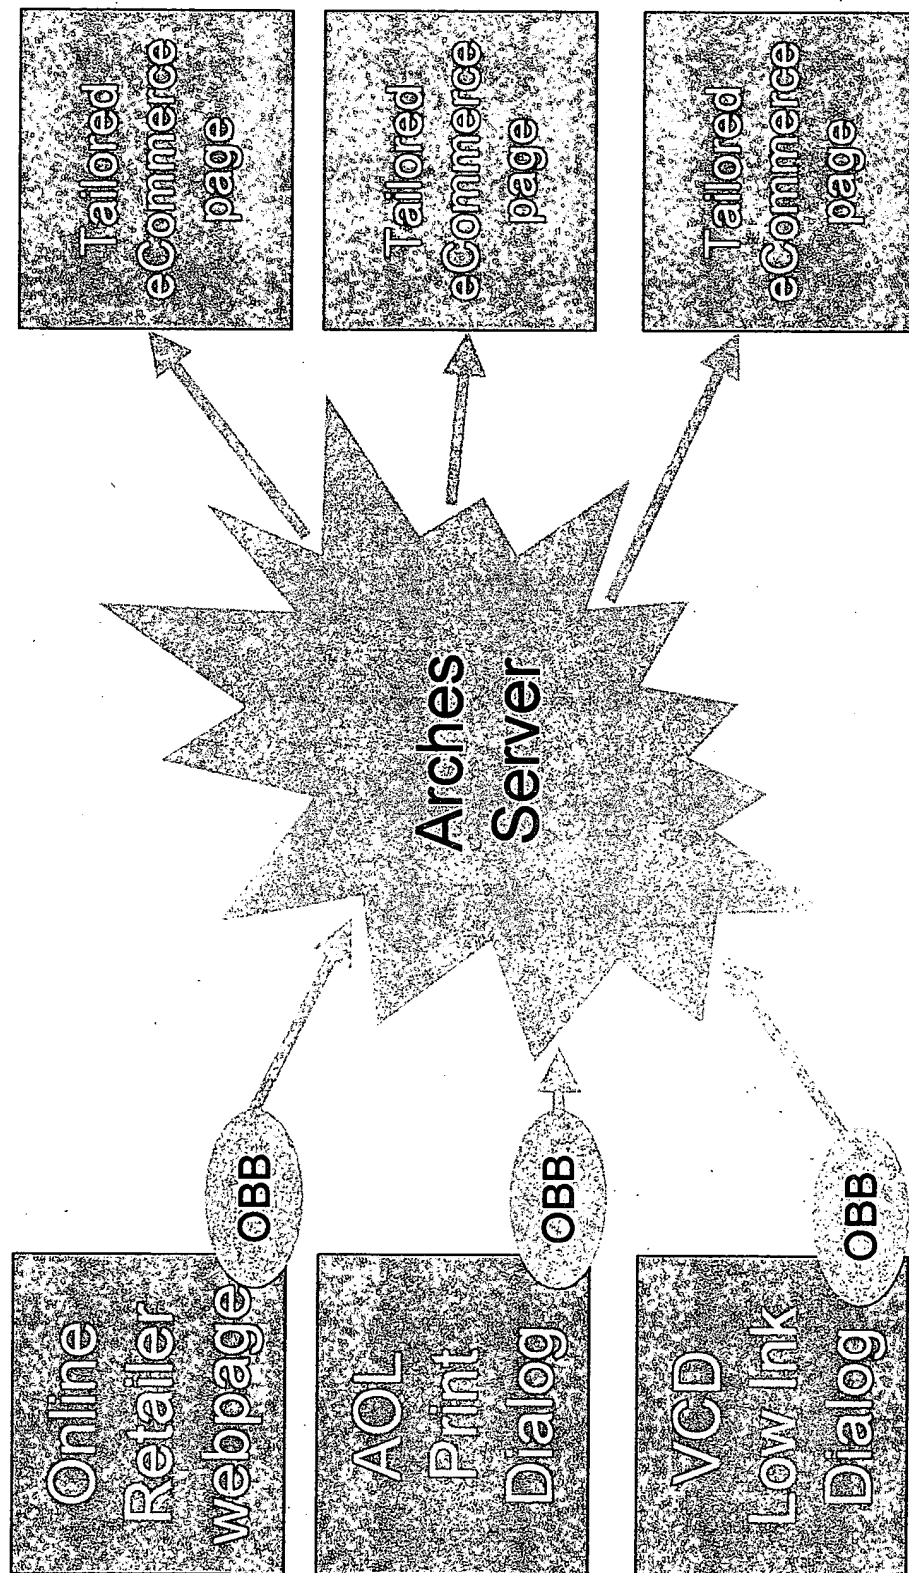 Online
Retailer
webpage
OBB
AOL
Print
Dialog
OBB
VCD
Low Ink
Dialog
OBB
Arches
Server
Tailored
eCommerce
page
Tailored
eCommerce
page
Tailored
eCommerce
page